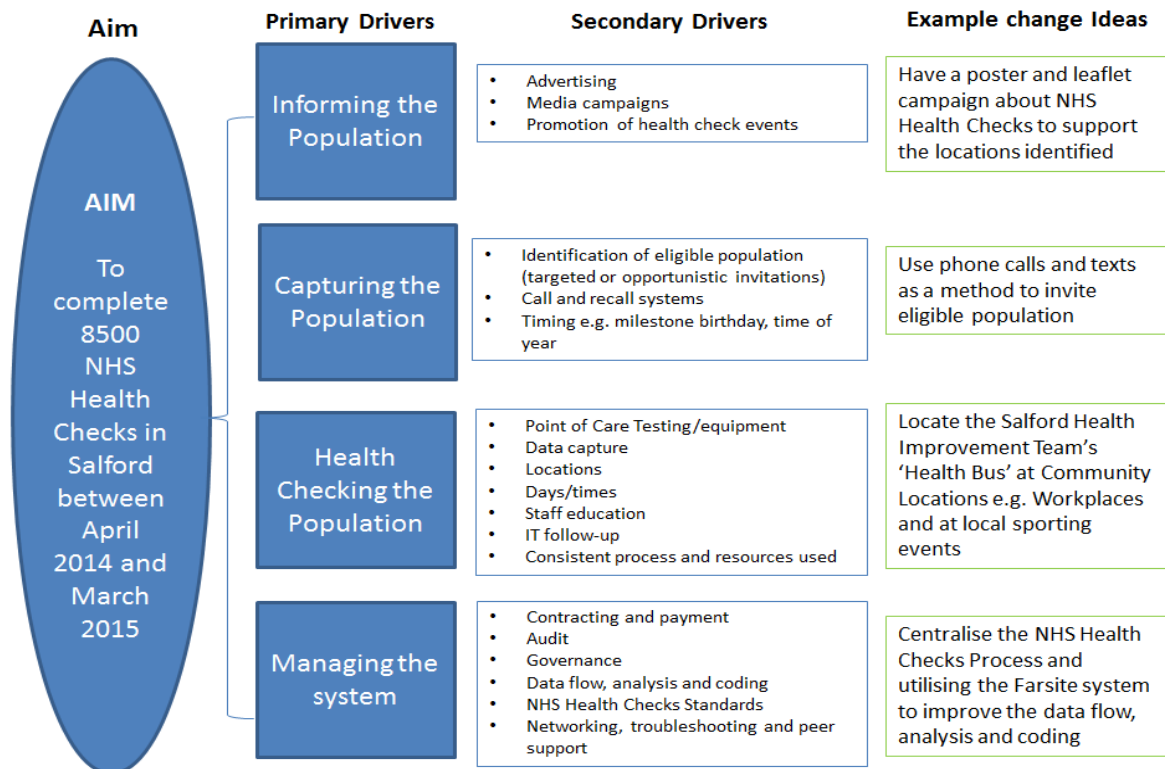 Aim
Primary Drivers
Secondary Drivers
Example change Ideas
AIM
To
complete
8500
NHS
Health
Checks in
Salford
between
April
2014 and
March
2015
Informing the
Population
• Advertising
• Media campaigns
• Promotion of health check events
Have a poster and leaflet
campaign about NHS
Health Checks to support
the locations identified
Capturing the
Population
• Identification of eligible population
(targeted or opportunistic invitations)
• Call and recall systems
• Timing e.g. milestone birthday, time of
year
Use phone calls and texts
as a method to invite
eligible population
Health
Checking the
Population
• Point of Care Testing/equipment
• Data capture
• Locations
• Days/times
• Staff education
• IT follow-up
• Consistent process and resources used
Locate the Salford Health
Improvement Team's
‘Health Bus’ at Community
Locations e.g. Workplaces
and at local sporting
events
Managing the
system
• Contracting and payment
• Audit
• Governance
• Data flow, analysis and coding
• NHS Health Checks Standards
• Networking, troubleshooting and peer
support
Centralise the NHS Health
Checks Process and
utilising the Farsite system
to improve the data flow,
analysis and coding